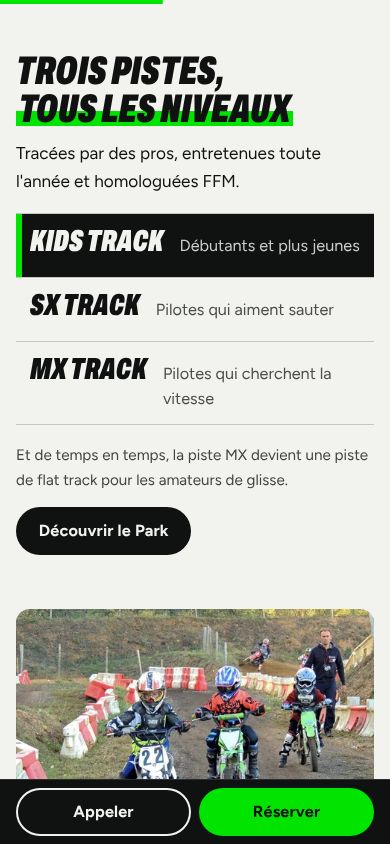 TROIS PISTES,
TOUS LES NIVEAUX
Tracées par des pros, entretenues toute
l'année et homologuées FFM.
KIDS TRACK Débutants et plus jeunes
SX TRACK Pilotes qui aiment sauter
MX TRACK Pilotes qui cherchent la
vitesse
Et de temps en temps, la piste MX devient une piste
de flat track pour les amateurs de glisse.
Découvrir le Park
22
Appeler Réserver